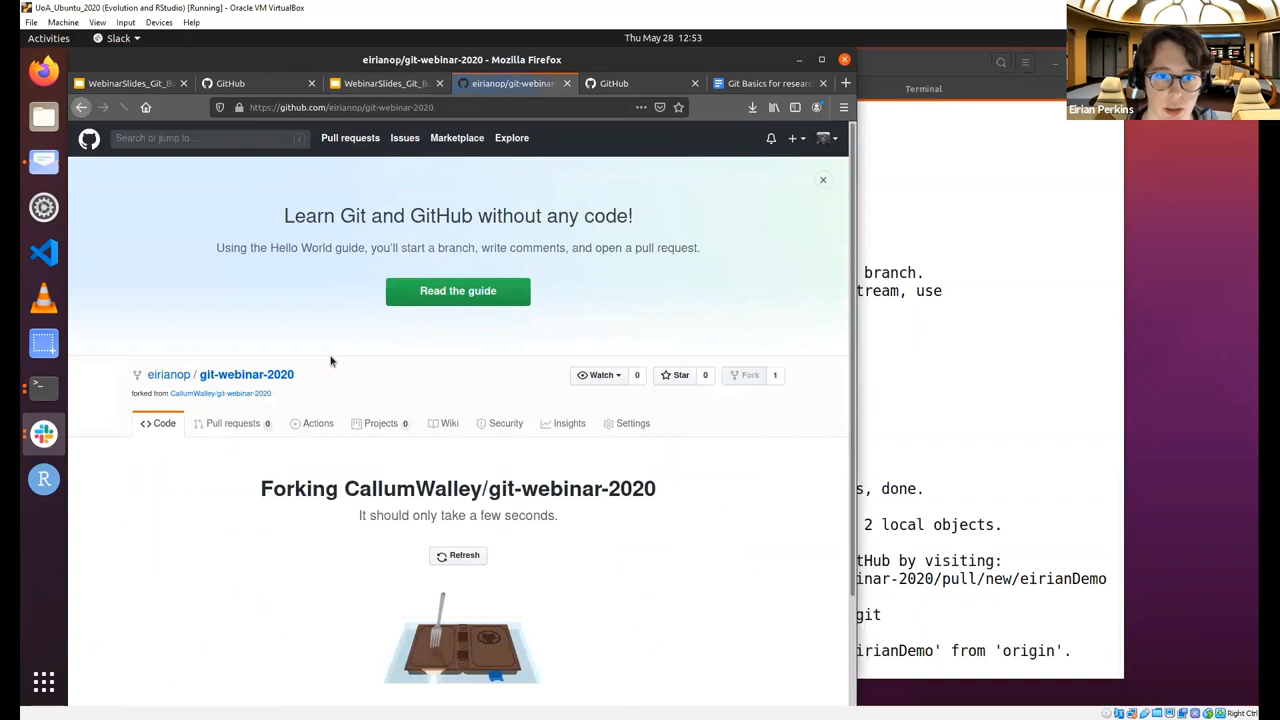 UoA_Ubuntu_2020 (Evolution and RStudio) [Running] - Oracle VM VirtualBox
File Machine View Input Devices Help
Activities Slack Thu May 28 12:53
eirianop/git-webinar-2020 - Mozilla Firefox
WebinarSlides_Git_B GitHub WebinarSlides_Git_B eirianop/git-webinar GitHub Git Basics for resear
https://github.com/eirianop/git-webinar-2020
Terminal
Eirian Perkins
Search or jump to... / Pull requests Issues Marketplace Explore
Learn Git and GitHub without any code!
Using the Hello World guide, you'll start a branch, write comments, and open a pull request.
Read the guide
branch.
tream, use
eirianop / git-webinar-2020
Watch 0 Star 0 Fork 1
forked from CallumWalley/git-webinar-2020
<> Code Pull requests 0 Actions Projects 0 Wiki Security Insights Settings
Forking CallumWalley/git-webinar-2020
It should only take a few seconds.
Refresh
s, done.
2 local objects.
tHub by visiting:
inar-2020/pull/new/eirianDemo
git
irianDemo' from 'origin'.
>_
R
Right Ctrl